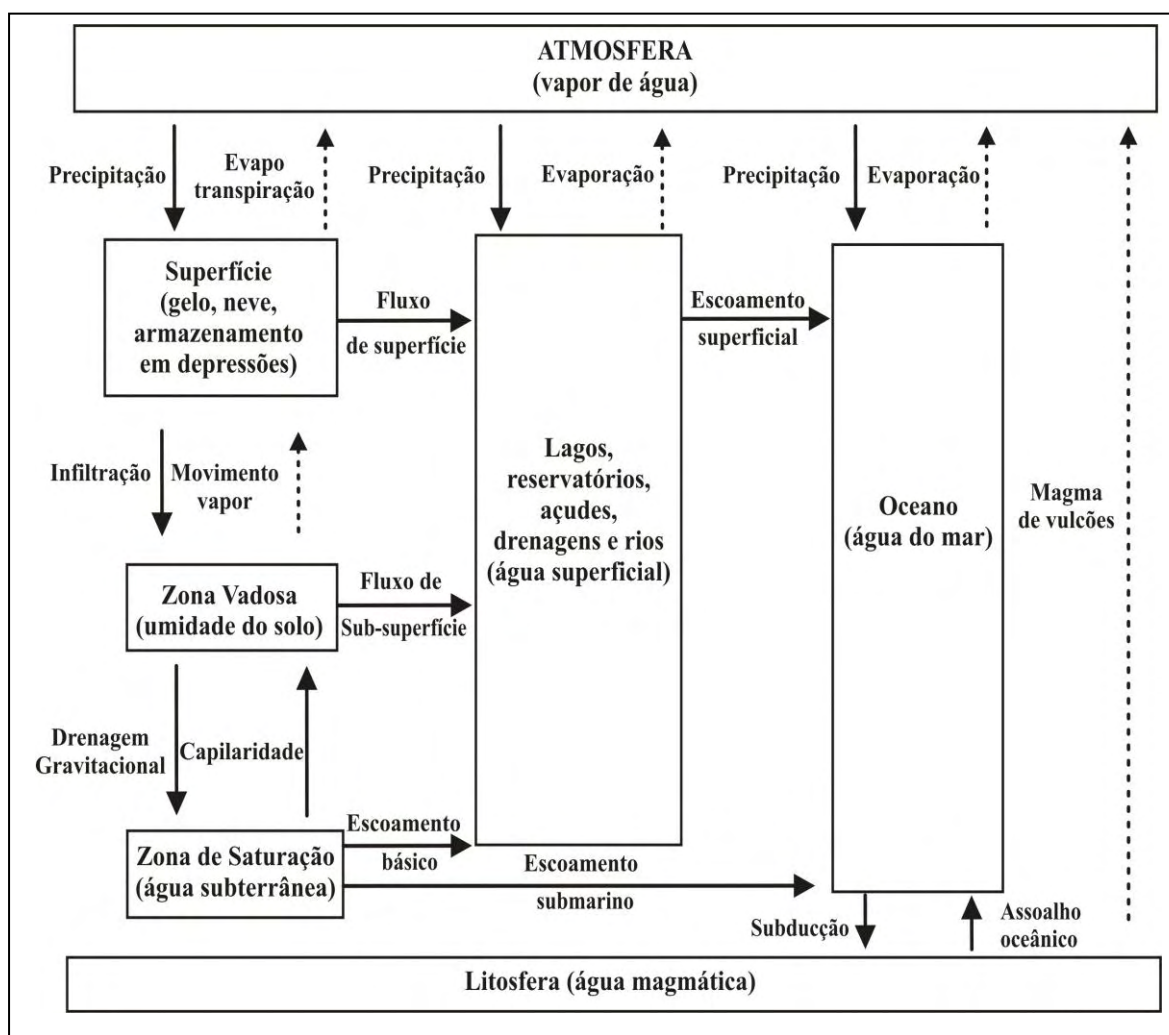 ATMOSFERA
(vapor de água)
Precipitação
Evapo
transpiração
Precipitação
Evaporação
Precipitação
Evaporação
Superfície
(gelo, neve,
armazenamento
em depressões)
Fluxo
de superfície
Escoamento
superficial
Infiltração
Movimento
vapor
Lagos,
reservatórios,
açudes,
drenagens e rios
(água superficial)
Oceano
(água do mar)
Magma
de vulcões
Zona Vadosa
(umidade do solo)
Fluxo de
Sub-superfície
Drenagem
Gravitacional
Capilaridade
Zona de Saturação
(água subterrânea)
Escoamento
básico
Escoamento
submarino
Subducção
Assoalho
oceânico
Litosfera (água magmática)